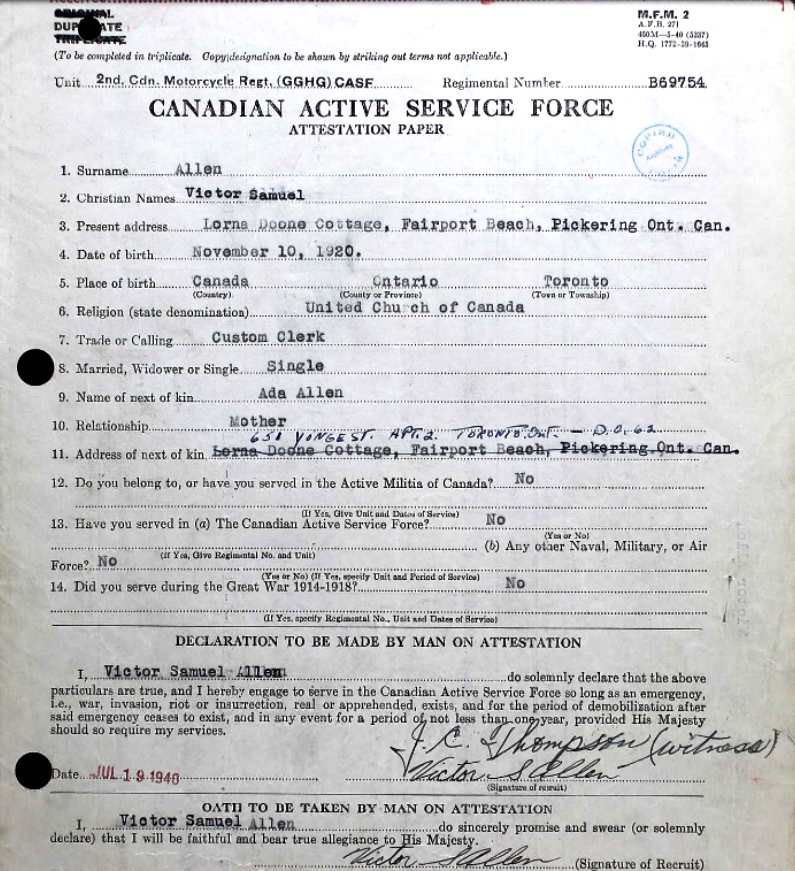 ORIGINAL
DUPLICATE
TRIPLICATE
M.F.M. 2
A.F.B. 271
450M—5-40 (5287)
H.Q. 1772-39-1665
(To be completed in triplicate. Copy designation to be shown by striking out terms not applicable.)
Unit 2nd. Cdn. Motorcycle Regt. (GGHG) CASF Regimental Number B69754
CANADIAN ACTIVE SERVICE FORCE
ATTESTATION PAPER
COPIED
Archives
1. Surname Allen
2. Christian Names Victor Samuel
3. Present address Lorna Doone Cottage, Fairport Beach, Pickering Ont. Can.
4. Date of birth November 10, 1920.
5. Place of birth Canada Ontario Toronto
(Country) (County or Province) (Town or Township)
6. Religion (state denomination) United Church of Canada
7. Trade or Calling Custom Clerk
8. Married, Widower or Single Single
9. Name of next of kin Ada Allen
10. Relationship Mother
651 YONGE ST. APT. 2. TORONTO. Ont. — D.O. 62
11. Address of next of kin Lorna Doone Cottage, Fairport Beach, Pickering Ont. Can.
12. Do you belong to, or have you served in the Active Militia of Canada? No
(If Yes, Give Unit and Dates of Service)
13. Have you served in (a) The Canadian Active Service Force? No
(Yes or No)
(If Yes, Give Regimental No. and Unit) (b) Any other Naval, Military, or Air
Force? No
(Yes or No) (If Yes, specify Unit and Period of Service)
14. Did you serve during the Great War 1914-1918? No
(If Yes, specify Regimental No., Unit and Dates of Service)
DECLARATION TO BE MADE BY MAN ON ATTESTATION
I, Victor Samuel Allen do solemnly declare that the above
particulars are true, and I hereby engage to serve in the Canadian Active Service Force so long as an emergency,
i.e., war, invasion, riot or insurrection, real or apprehended, exists, and for the period of demobilization after
said emergency ceases to exist, and in any event for a period of not less than one year, provided His Majesty
should so require my services.
J. C. Thompson (witness)
Date JUL 19 1940 Victor S Allen
(Signature of recruit)
OATH TO BE TAKEN BY MAN ON ATTESTATION
I, Victor Samuel Allen do sincerely promise and swear (or solemnly
declare) that I will be faithful and bear true allegiance to His Majesty.
Victor S Allen (Signature of Recruit)